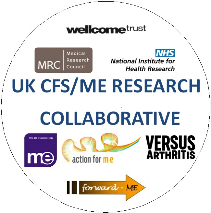 wellcometrust
MRC
Medical
Research
Council
NHS
National Institute for
Health Research
UK CFS/ME RESEARCH
COLLABORATIVE
me
action for me
VERSUS
ARTHRITIS
forward-ME